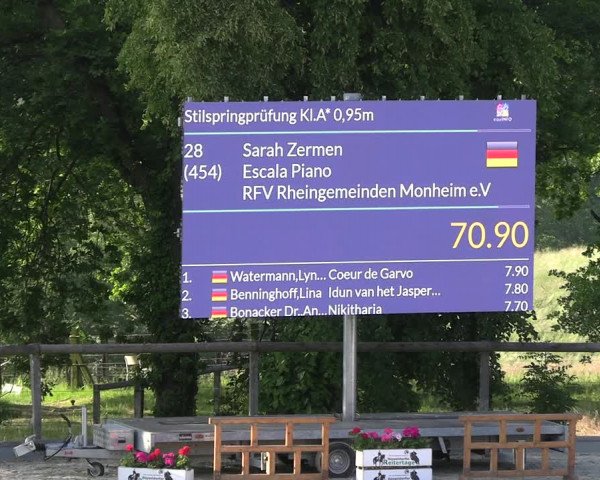 Stilspringprüfung Kl.A* 0,95m
28 Sarah Zermen
(454) Escala Piano
RFV Rheingemeinden Monheim e.V
70.90
1. Watermann,Lyn... Coeur de Garvo 7.90
2. Benninghoff,Lina Idun van het Jasper... 7.80
3. Bonacker Dr.,An... Nikitharia 7.70
Reitertage